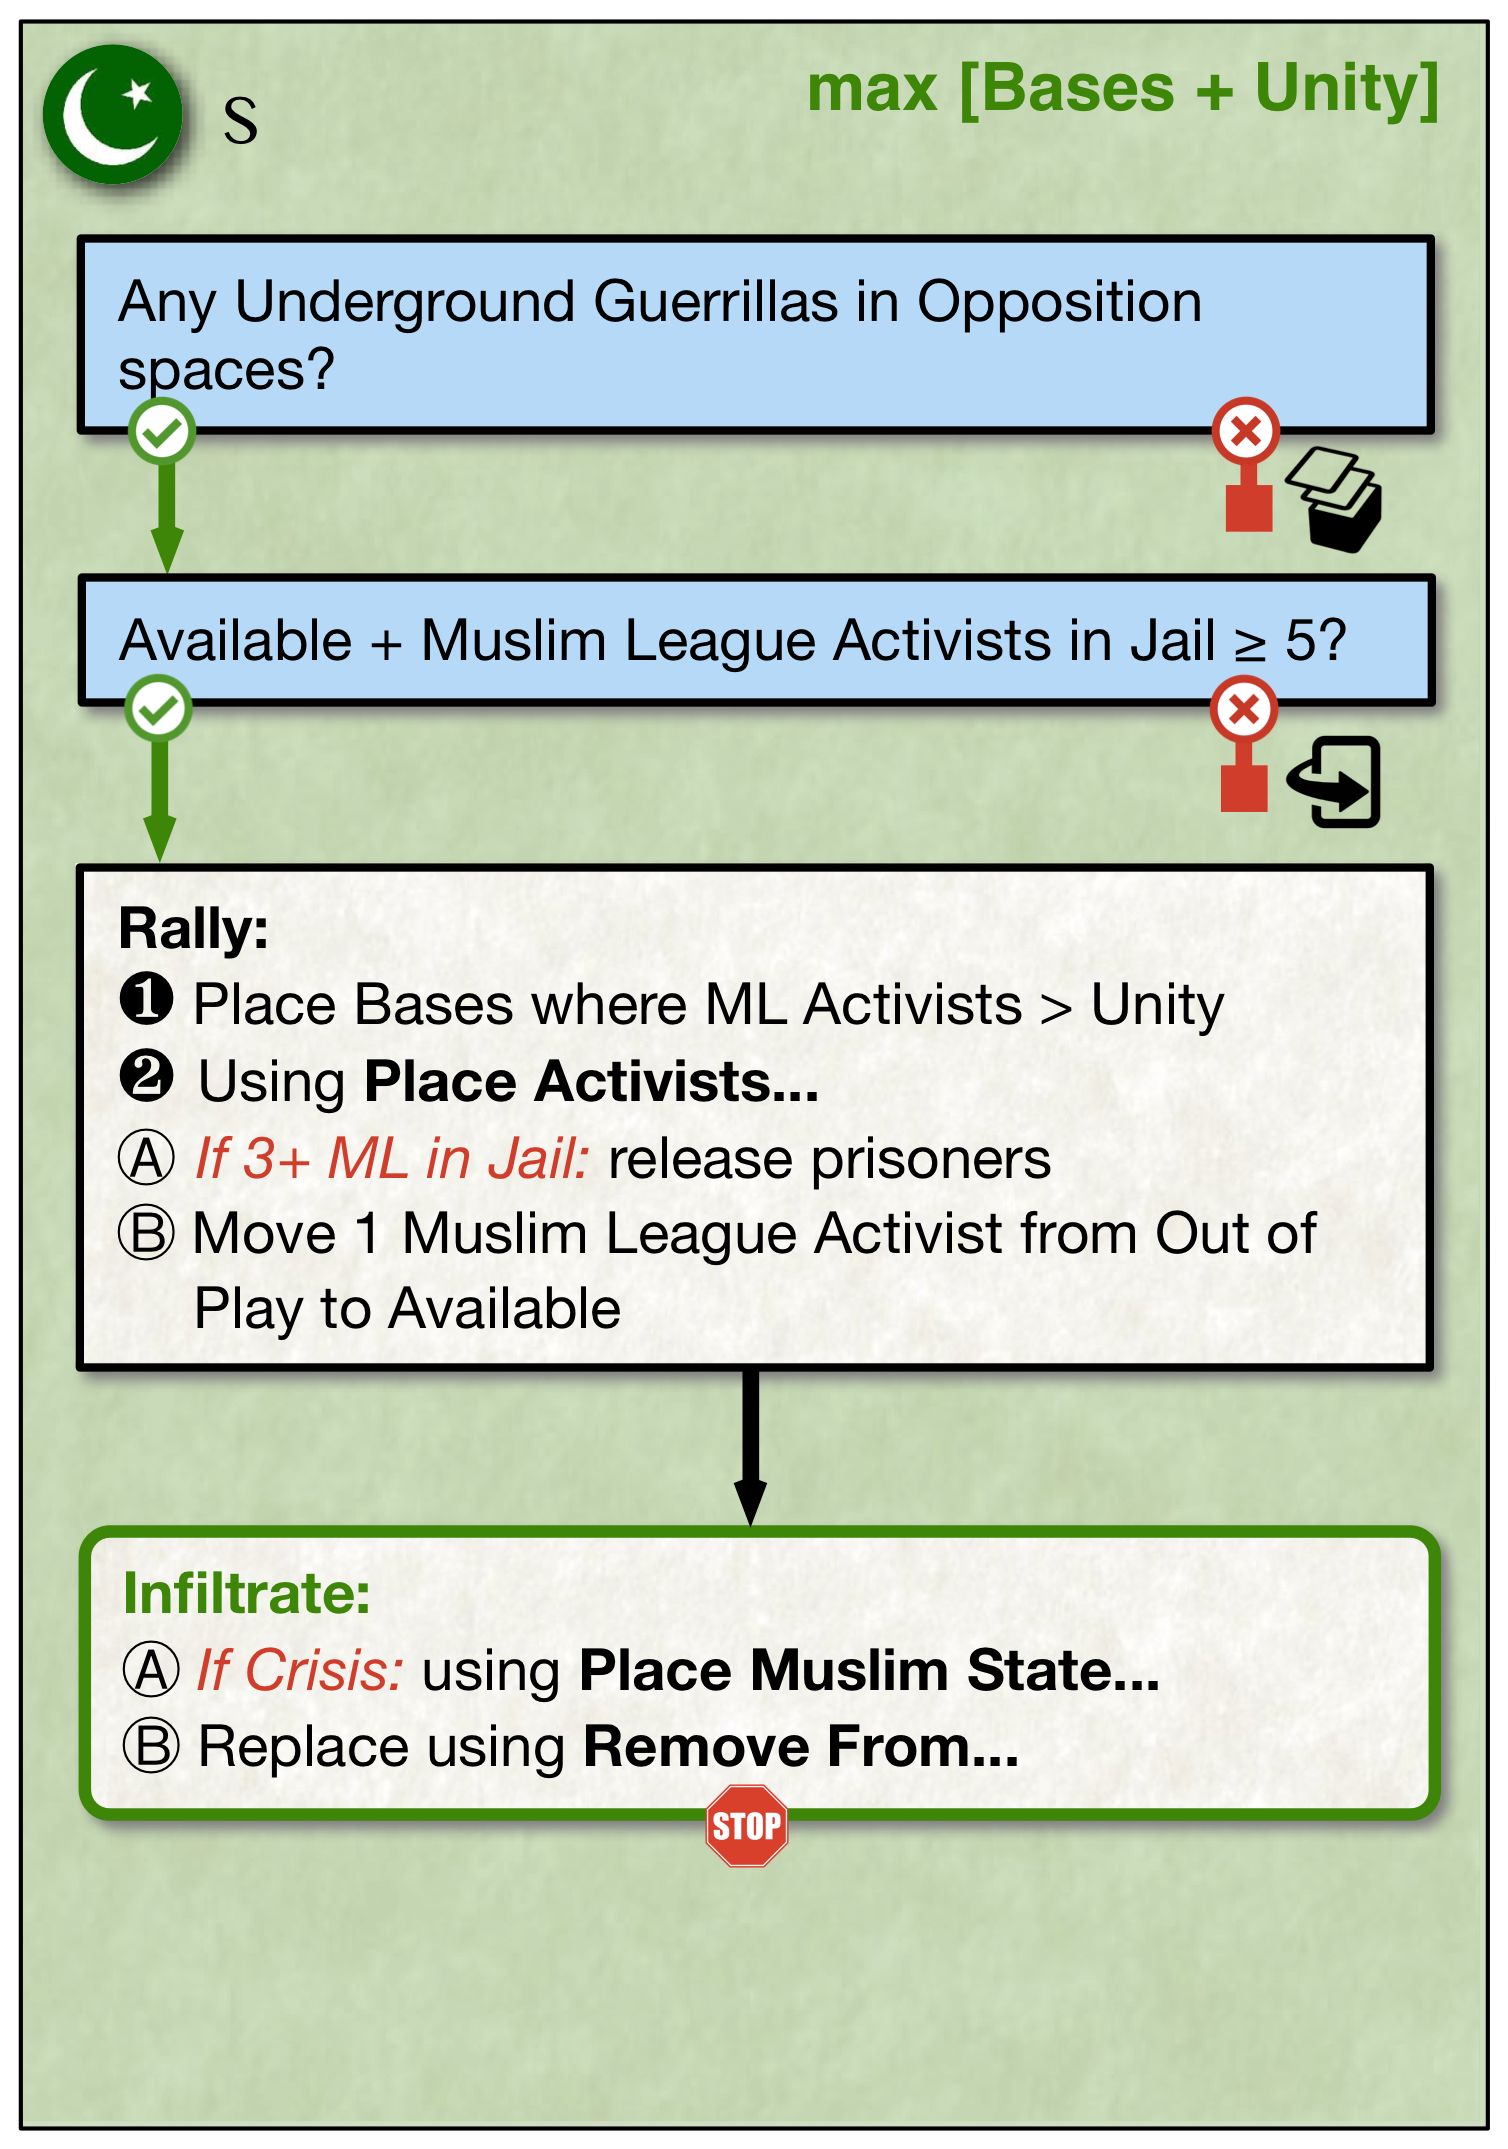 S
max [Bases + Unity]
Any Underground Guerrillas in Opposition
spaces?
Available + Muslim League Activists in Jail ≥ 5?
Rally:
❶ Place Bases where ML Activists > Unity
❷ Using Place Activists...
Ⓐ If 3+ ML in Jail: release prisoners
Ⓑ Move 1 Muslim League Activist from Out of
Play to Available
Infiltrate:
Ⓐ If Crisis: using Place Muslim State...
Ⓑ Replace using Remove From...
STOP